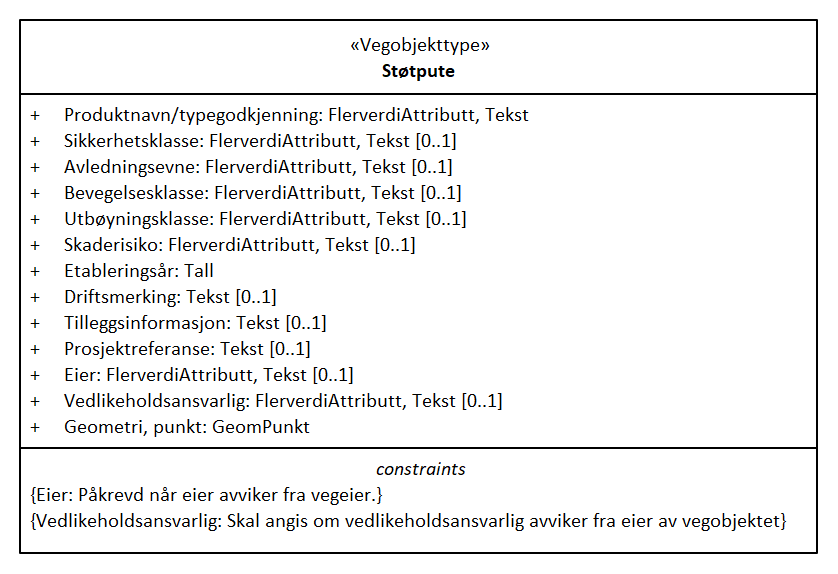 «Vegobjekttype»
Støtpute
+ Produktnavn/typegodkjenning: FlerverdiAttributt, Tekst
+ Sikkerhetsklasse: FlerverdiAttributt, Tekst [0..1]
+ Avledningsevne: FlerverdiAttributt, Tekst [0..1]
+ Bevegelsesklasse: FlerverdiAttributt, Tekst [0..1]
+ Utbøyningsklasse: FlerverdiAttributt, Tekst [0..1]
+ Skaderisiko: FlerverdiAttributt, Tekst [0..1]
+ Etableringsår: Tall
+ Driftsmerking: Tekst [0..1]
+ Tilleggsinformasjon: Tekst [0..1]
+ Prosjektreferanse: Tekst [0..1]
+ Eier: FlerverdiAttributt, Tekst [0..1]
+ Vedlikeholdsansvarlig: FlerverdiAttributt, Tekst [0..1]
+ Geometri, punkt: GeomPunkt
constraints
{Eier: Påkrevd når eier avviker fra vegeier.}
{Vedlikeholdsansvarlig: Skal angis om vedlikeholdsansvarlig avviker fra eier av vegobjektet}